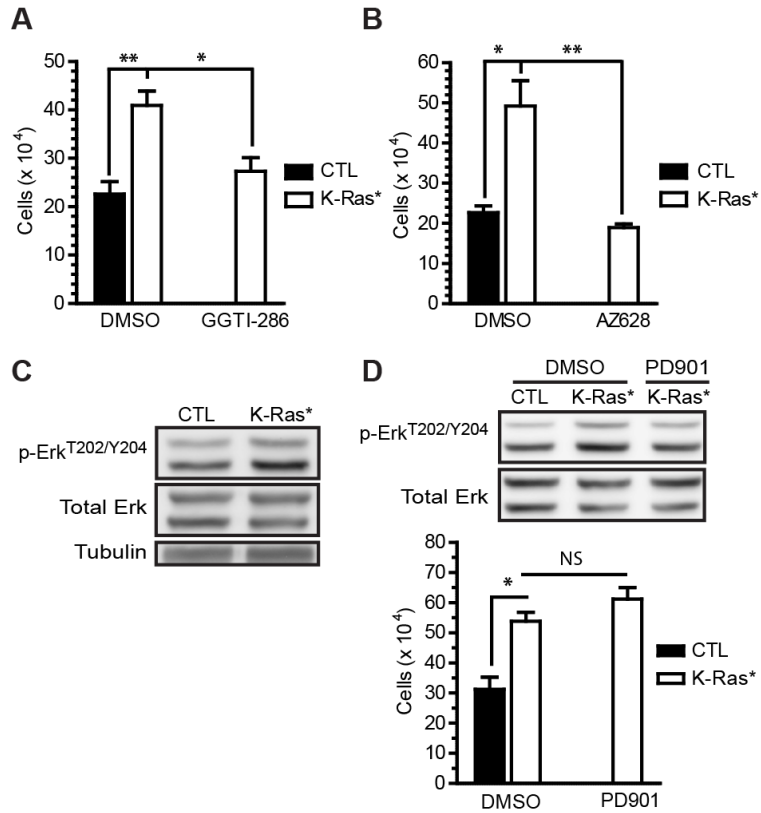 A
** *
Cells (x 10⁴)
50
40
30
20
10
0
DMSO GGTI-286
CTL
K-Ras*
B
* **
Cells (x 10⁴)
60
50
40
30
20
10
0
DMSO AZ628
CTL
K-Ras*
C
CTL K-Ras*
p-Erk^T202/Y204
Total Erk
Tubulin
D
DMSO PD901
CTL K-Ras* K-Ras*
p-Erk^T202/Y204
Total Erk
* NS
Cells (x 10⁴)
80
70
60
50
40
30
20
10
0
DMSO PD901
CTL
K-Ras*